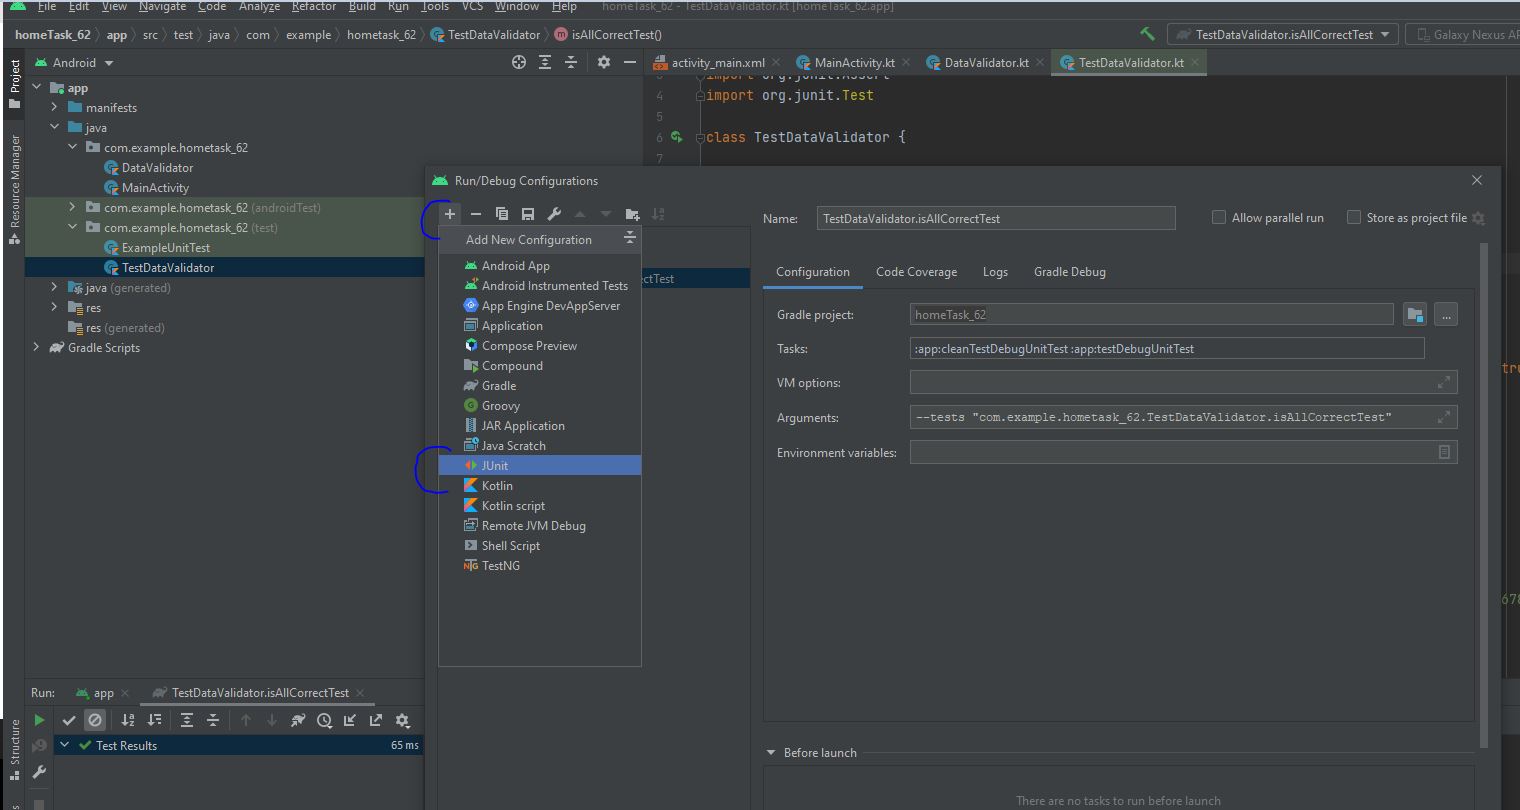 File Edit View Navigate Code Analyze Refactor Build Run Tools VCS Window Help homeTask_62 - TestDataValidator.kt [homeTask_62.app]
homeTask_62 app src test java com example hometask_62 TestDataValidator isAllCorrectTest() TestDataValidator.isAllCorrectTest Galaxy Nexus AP
Project
Resource Manager
Structure
Android
app
manifests
java
com.example.hometask_62
DataValidator
MainActivity
com.example.hometask_62 (androidTest)
com.example.hometask_62 (test)
ExampleUnitTest
TestDataValidator
java (generated)
res
res (generated)
Gradle Scripts
activity_main.xml MainActivity.kt DataValidator.kt TestDataValidator.kt
3 import org.junit.Assert
4 import org.junit.Test
5
6 class TestDataValidator {
7
tru
678
Run/Debug Configurations
Add New Configuration
Android App
Android Instrumented Tests
App Engine DevAppServer
Application
Compose Preview
Compound
Gradle
Groovy
JAR Application
Java Scratch
JUnit
Kotlin
Kotlin script
Remote JVM Debug
Shell Script
TestNG
ectTest
Name: TestDataValidator.isAllCorrectTest Allow parallel run Store as project file
Configuration Code Coverage Logs Gradle Debug
Gradle project: homeTask_62 ...
Tasks: :app:cleanTestDebugUnitTest :app:testDebugUnitTest
VM options:
Arguments: --tests "com.example.hometask_62.TestDataValidator.isAllCorrectTest"
Environment variables:
Before launch
There are no tasks to run before launch
Run: app TestDataValidator.isAllCorrectTest
Test Results 65 ms